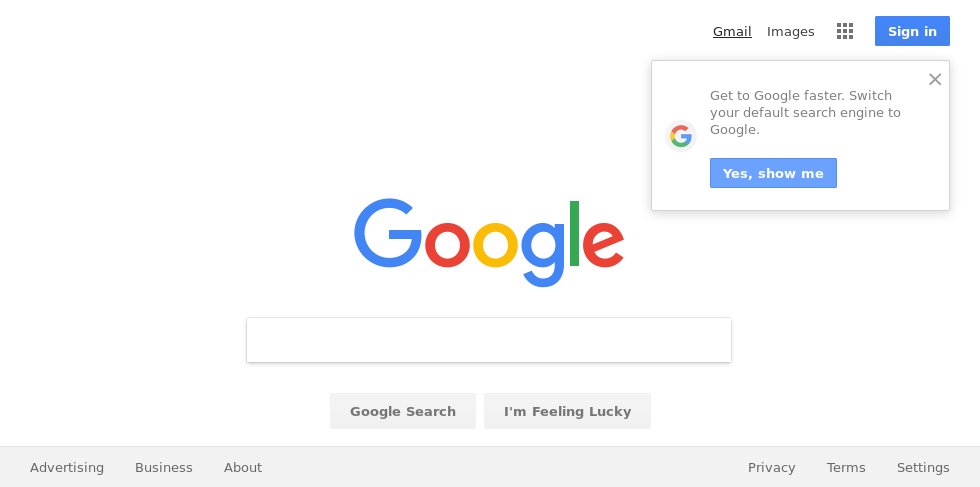 Gmail Images Sign in
Get to Google faster. Switch
your default search engine to
Google.
Yes, show me
Google
Google Search I'm Feeling Lucky
Advertising Business About Privacy Terms Settings